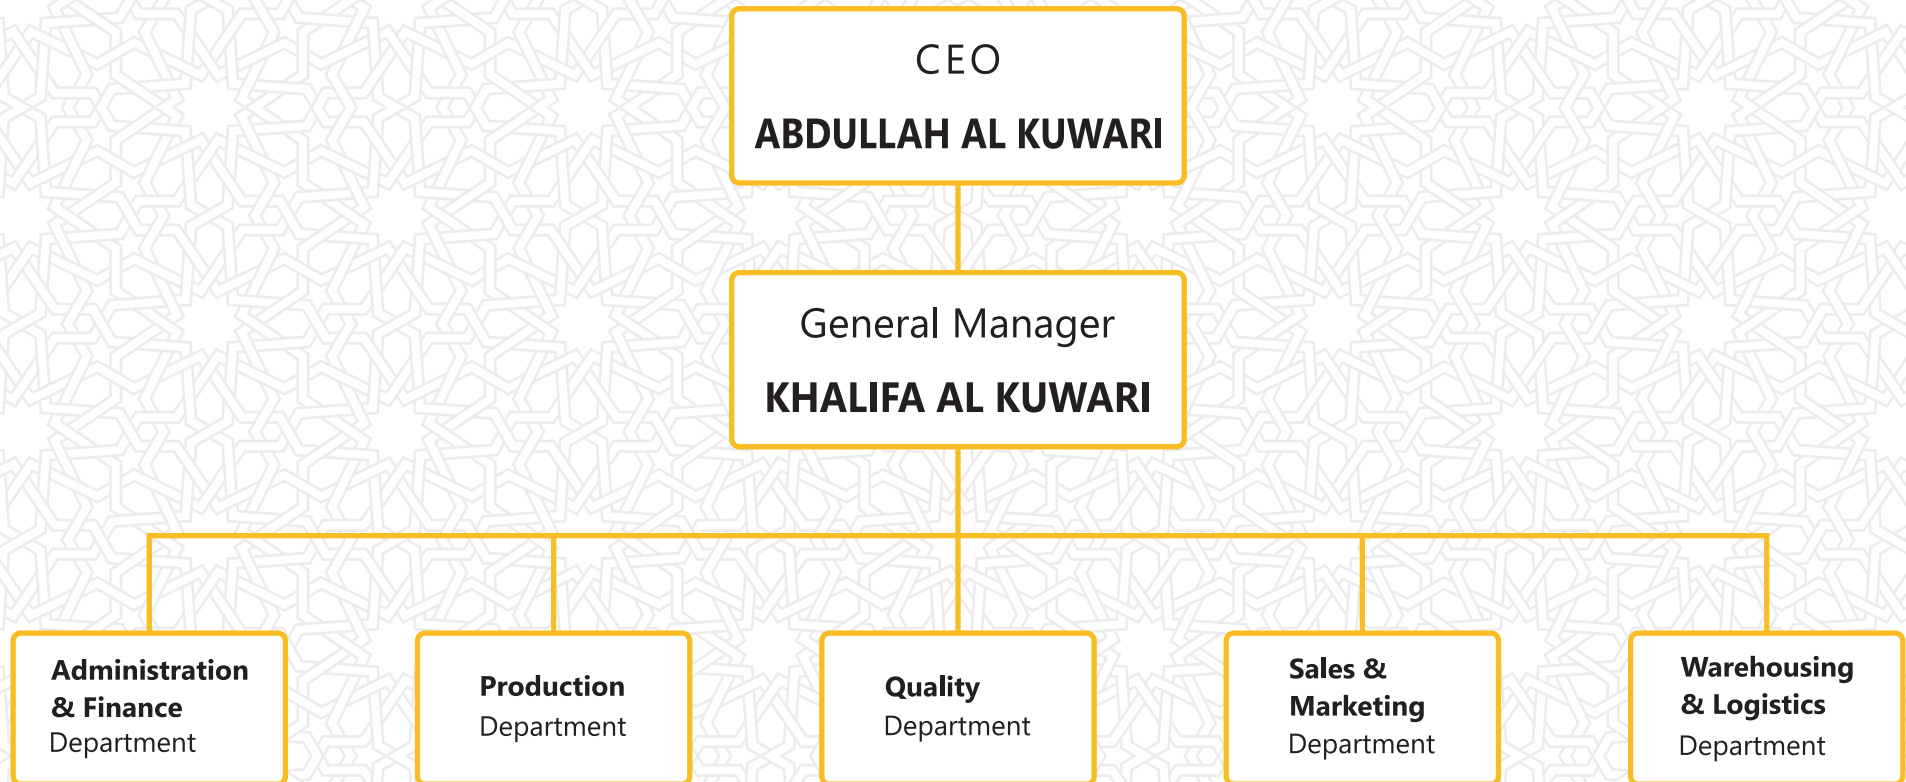 CEO
ABDULLAH AL KUWARI
General Manager
KHALIFA AL KUWARI
Administration
& Finance
Department
Production
Department
Quality
Department
Sales &
Marketing
Department
Warehousing
& Logistics
Department